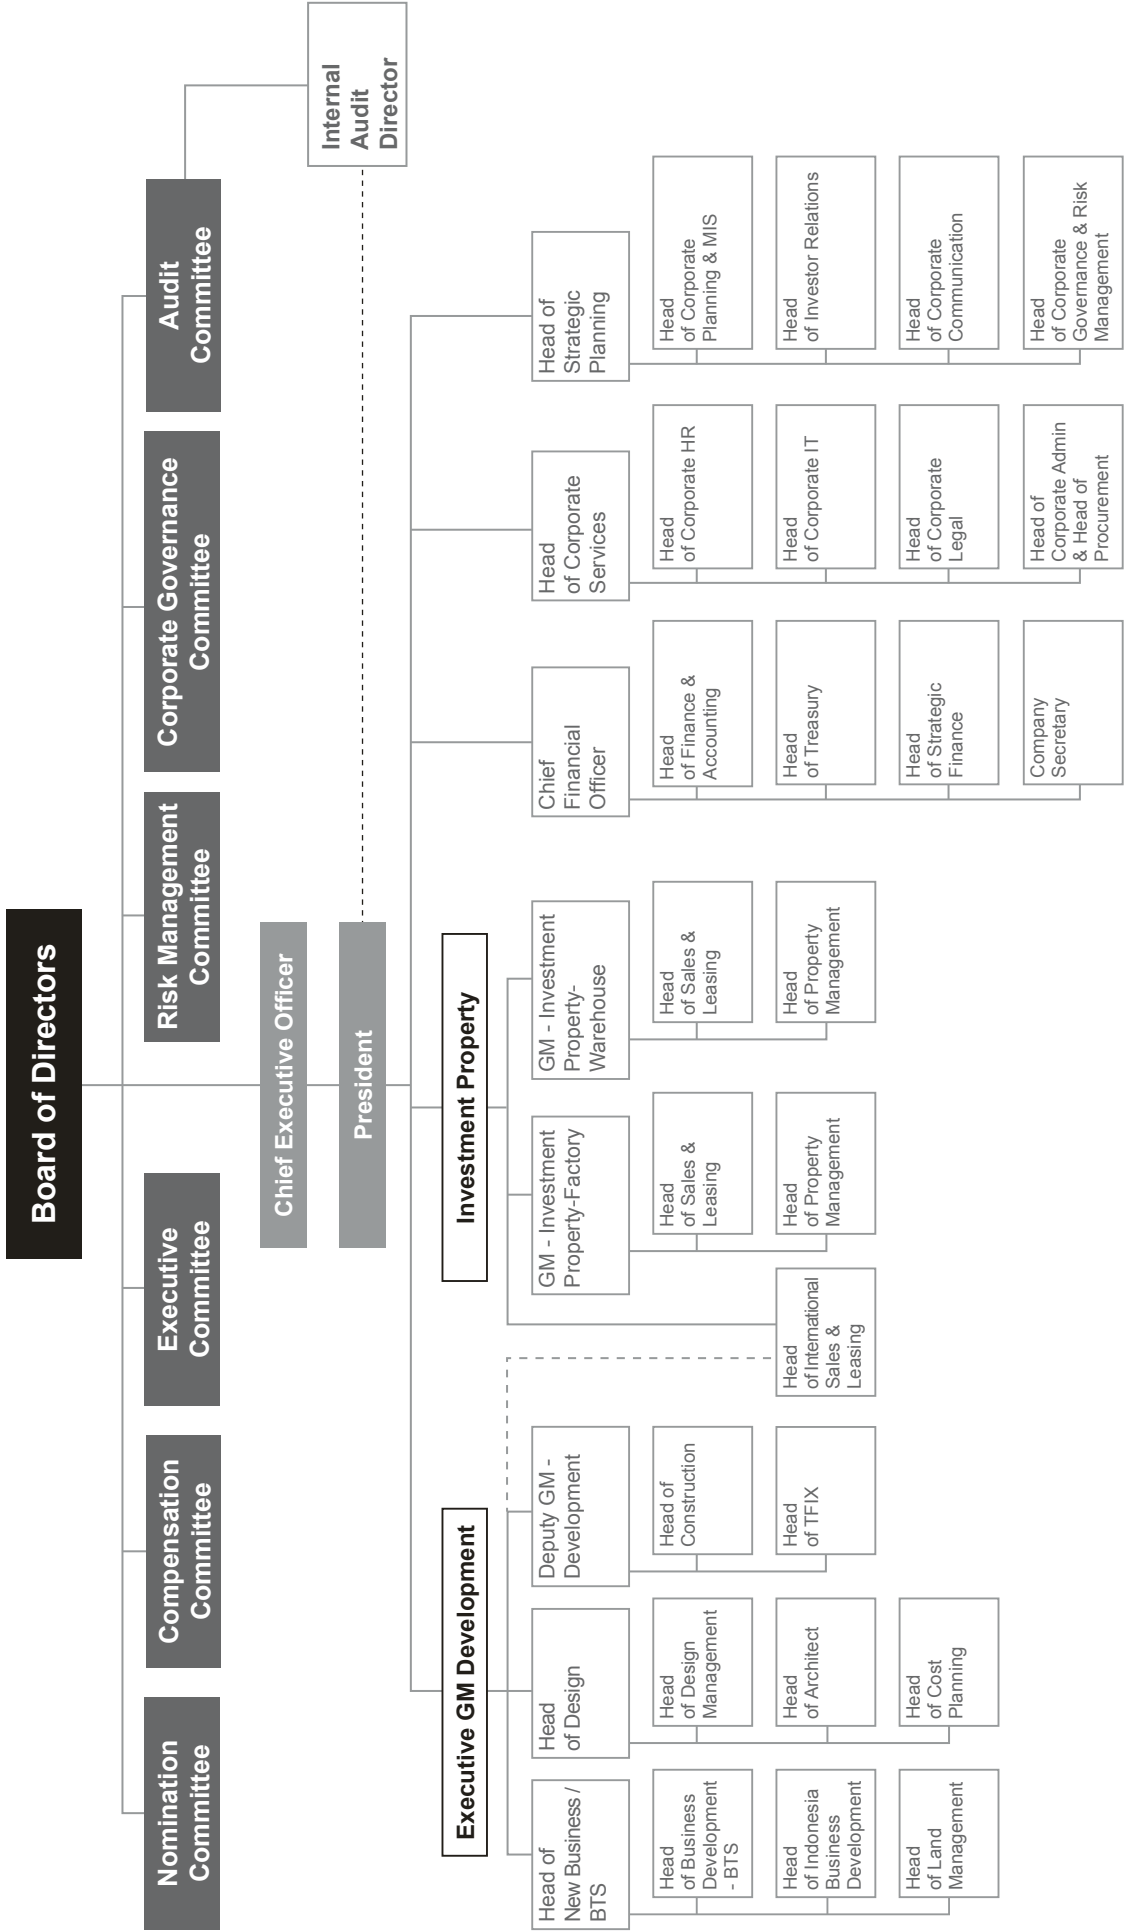 Board of Directors
Nomination
Committee
Compensation
Committee
Executive
Committee
Risk Management
Committee
Corporate Governance
Committee
Audit
Committee
Chief Executive Officer
Internal
Audit
Director
President
Executive GM Development
Investment Property
Head of
New Business /
BTS
Head
of Design
Deputy GM -
Development
GM - Investment
Property-Factory
GM - Investment
Property-
Warehouse
Chief
Financial
Officer
Head
of Corporate
Services
Head of
Strategic
Planning
Head
of Business
Development
- BTS
Head
of Design
Management
Head of
Construction
Head
of Sales &
Leasing
Head
of Sales &
Leasing
Head
of Finance &
Accounting
Head
of Corporate HR
Head
of Corporate
Planning & MIS
Head
of Indonesia
Business
Development
Head
of Architect
Head
of TFIX
Head
of International
Sales &
Leasing
Head
of Property
Management
Head
of Property
Management
Head
of Treasury
Head
of Corporate IT
Head
of Investor Relations
Head
of Land
Management
Head
of Cost
Planning
Head
of Strategic
Finance
Head
of Corporate
Legal
Head
of Corporate
Communication
Company
Secretary
Head of
Corporate Admin
& Head of
Procurement
Head
of Corporate
Governance & Risk
Management